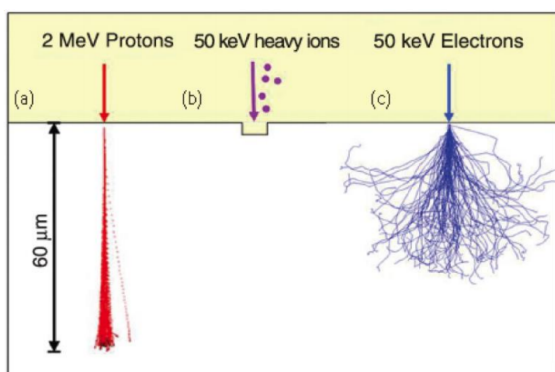 2 MeV Protons
50 keV heavy ions
50 keV Electrons
(a)
(b)
(c)
60 μm